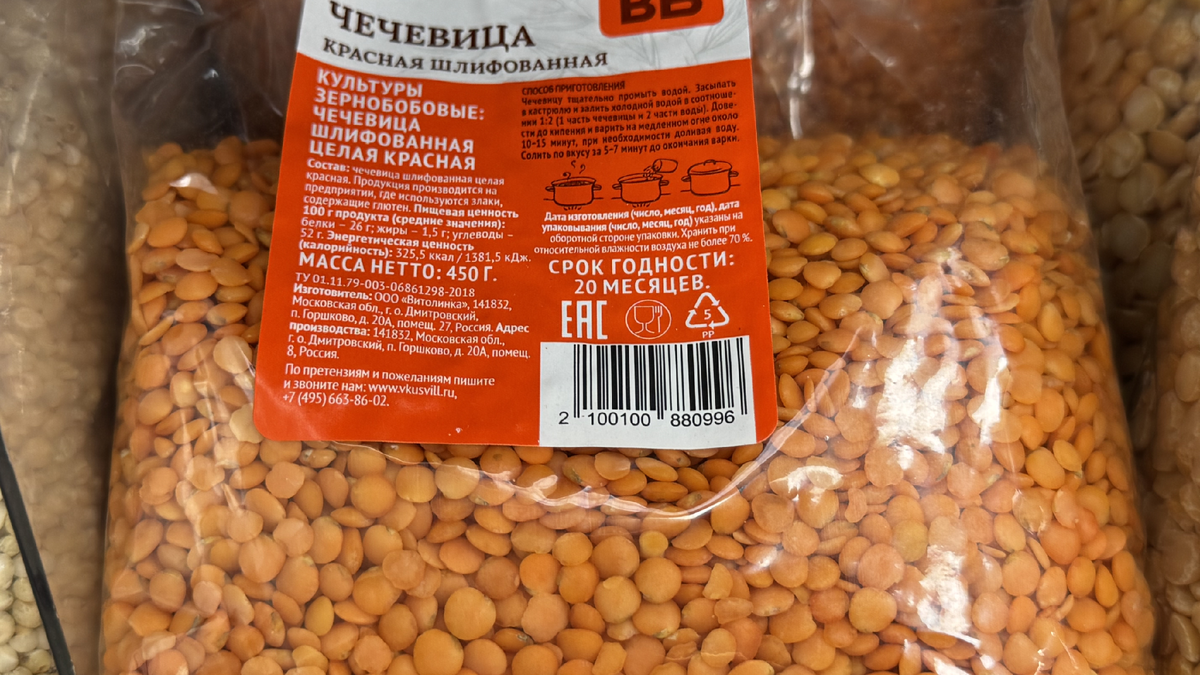 ЧЕЧЕВИЦА
КРАСНАЯ ШЛИФОВАННАЯ
ВВ
КУЛЬТУРЫ
ЗЕРНОБОБОВЫЕ:
ЧЕЧЕВИЦА
ШЛИФОВАННАЯ
ЦЕЛАЯ КРАСНАЯ
Состав: чечевица шлифованная целая
красная. Продукция производится на
предприятии, где используются злаки,
содержащие глютен. Пищевая ценность
100 г продукта (средние значения):
белки – 26 г; жиры – 1,5 г; углеводы –
52 г. Энергетическая ценность
(калорийность): 325,5 ккал / 1381,5 кДж.
МАССА НЕТТО: 450 Г.
ТУ 01.11.79-003-06861298-2018
Изготовитель: ООО «Витолинка», 141832,
Московская обл., г. о. Дмитровский,
п. Горшково, д. 20А, помещ. 27, Россия. Адрес
производства: 141832, Московская обл.,
г. о. Дмитровский, п. Горшково, д. 20А, помещ.
8, Россия.
По претензиям и пожеланиям пишите
и звоните нам: www.vkusvill.ru,
+7 (495) 663-86-02.
СПОСОБ ПРИГОТОВЛЕНИЯ
Чечевицу тщательно промыть водой. Засыпать
в кастрюлю и залить холодной водой в соотноше-
нии 1:2 (1 часть чечевицы и 2 части воды). Дове-
сти до кипения и варить на медленном огне около
10-15 минут, при необходимости доливая воду.
Солить по вкусу за 5-7 минут до окончания варки.
Дата изготовления (число, месяц, год), дата
упаковывания (число, месяц, год) указаны на
оборотной стороне упаковки. Хранить при
относительной влажности воздуха не более 70 %.
СРОК ГОДНОСТИ:
20 МЕСЯЦЕВ.
ЕАС
5
PP
2 100100 880996